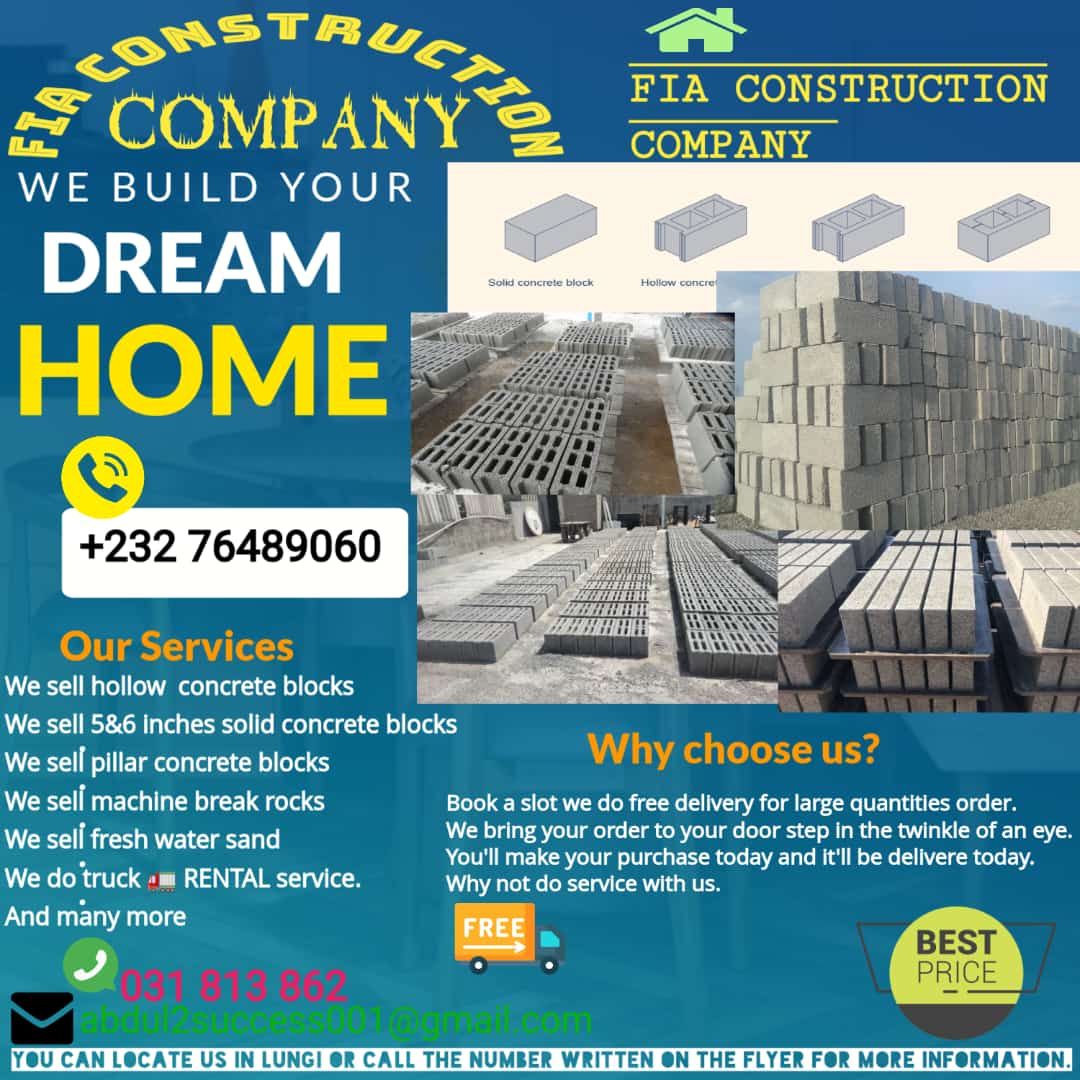 FIA CONSTRUCTION
COMPANY
WE BUILD YOUR
DREAM
HOME
+232 76489060
FIA CONSTRUCTION
COMPANY
Solid concrete block
Hollow concre
Our Services
We sell hollow concrete blocks
We sell 5&6 inches solid concrete blocks
We sell pillar concrete blocks
We sell machine break rocks
We sell fresh water sand
We do truck 🚛 RENTAL service.
And many more
031 813 862
abdul2success001@gmail.com
Why choose us?
Book a slot we do free delivery for large quantities order.
We bring your order to your door step in the twinkle of an eye.
You'll make your purchase today and it'll be delivere today.
Why not do service with us.
FREE
BEST
PRICE
YOU CAN LOCATE US IN LUNGI OR CALL THE NUMBER WRITTEN ON THE FLYER FOR MORE INFORMATION.